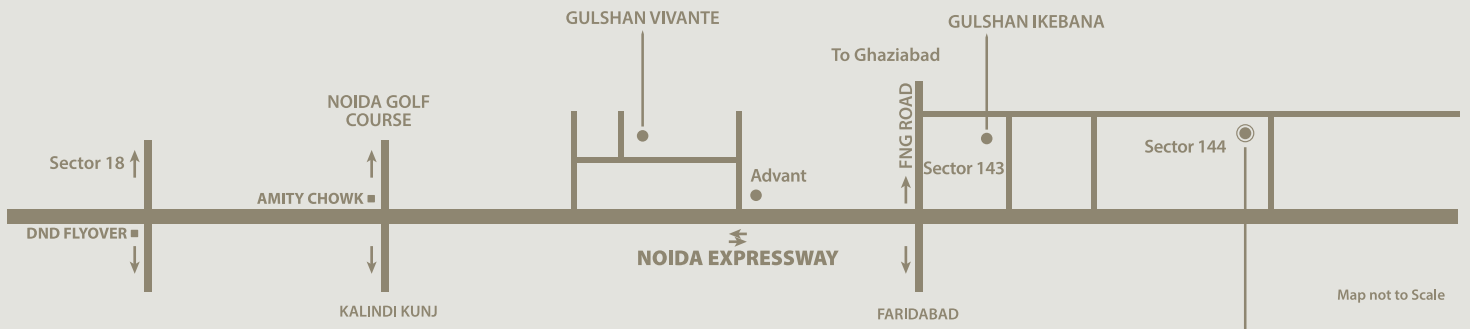 GULSHAN VIVANTE
GULSHAN IKEBANA
To Ghaziabad
NOIDA GOLF
COURSE
FNG ROAD
Sector 18
Sector 143
Sector 144
Advant
AMITY CHOWK
DND FLYOVER
NOIDA EXPRESSWAY
KALINDI KUNJ
FARIDABAD
Map not to Scale